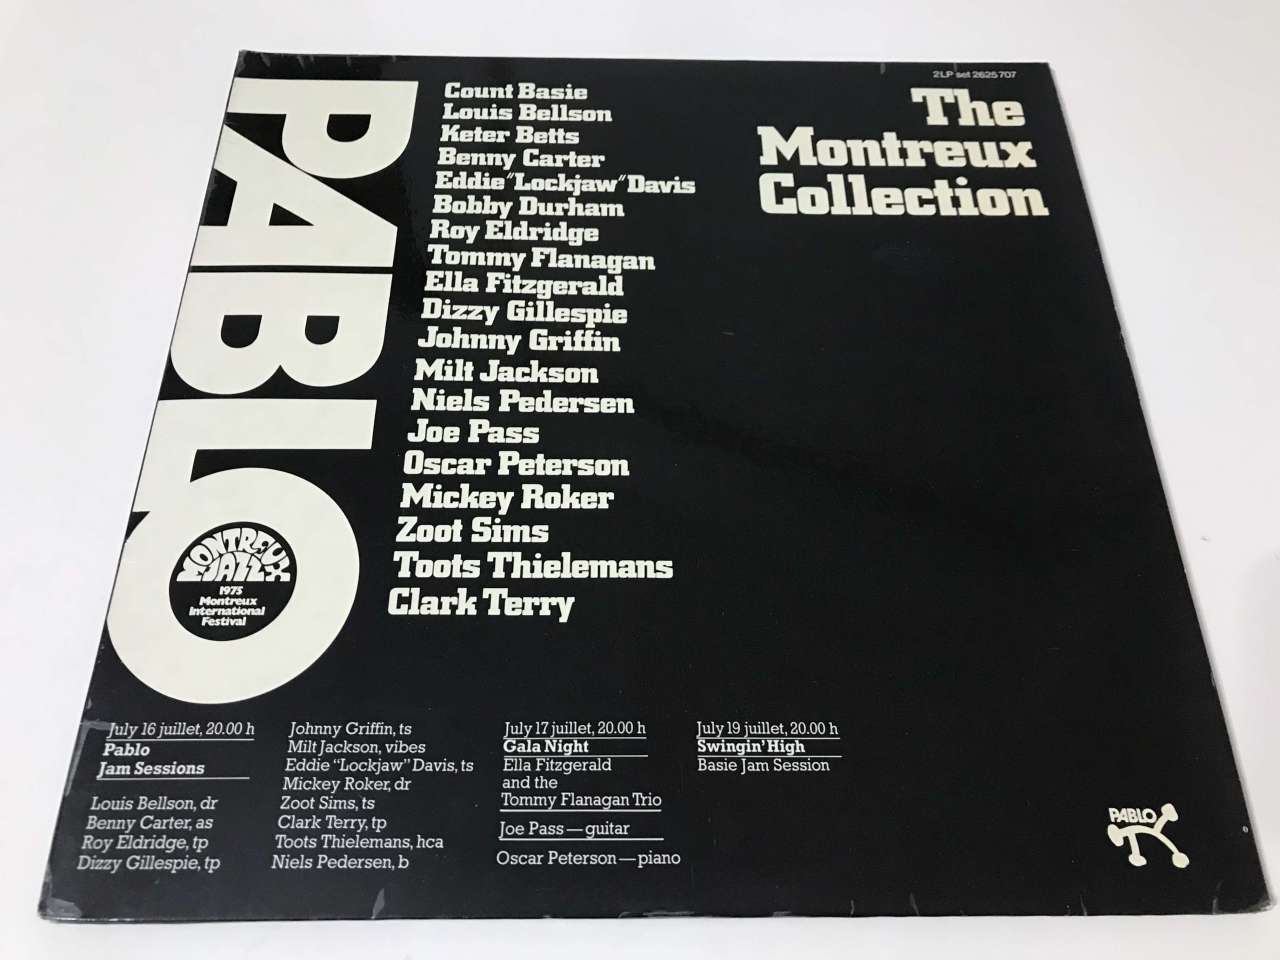 2LP set 2625 707
The
Montreux
Collection
PABLO
Count Basie
Louis Bellson
Keter Betts
Benny Carter
Eddie "Lockjaw" Davis
Bobby Durham
Roy Eldridge
Tommy Flanagan
Ella Fitzgerald
Dizzy Gillespie
Johnny Griffin
Milt Jackson
Niels Pedersen
Joe Pass
Oscar Peterson
Mickey Roker
Zoot Sims
Toots Thielemans
Clark Terry
MONTREUX
JAZZ
1975
Montreux
International
Festival
July 16 juillet, 20.00 h
Pablo
Jam Sessions
Louis Bellson, dr
Benny Carter, as
Roy Eldridge, tp
Dizzy Gillespie, tp
Johnny Griffin, ts
Milt Jackson, vibes
Eddie "Lockjaw" Davis, ts
Mickey Roker, dr
Zoot Sims, ts
Clark Terry, tp
Toots Thielemans, hca
Niels Pedersen, b
July 17 juillet, 20.00 h
Gala Night
Ella Fitzgerald
and the
Tommy Flanagan Trio
Joe Pass — guitar
Oscar Peterson — piano
July 19 juillet, 20.00 h
Swingin' High
Basie Jam Session
PABLO